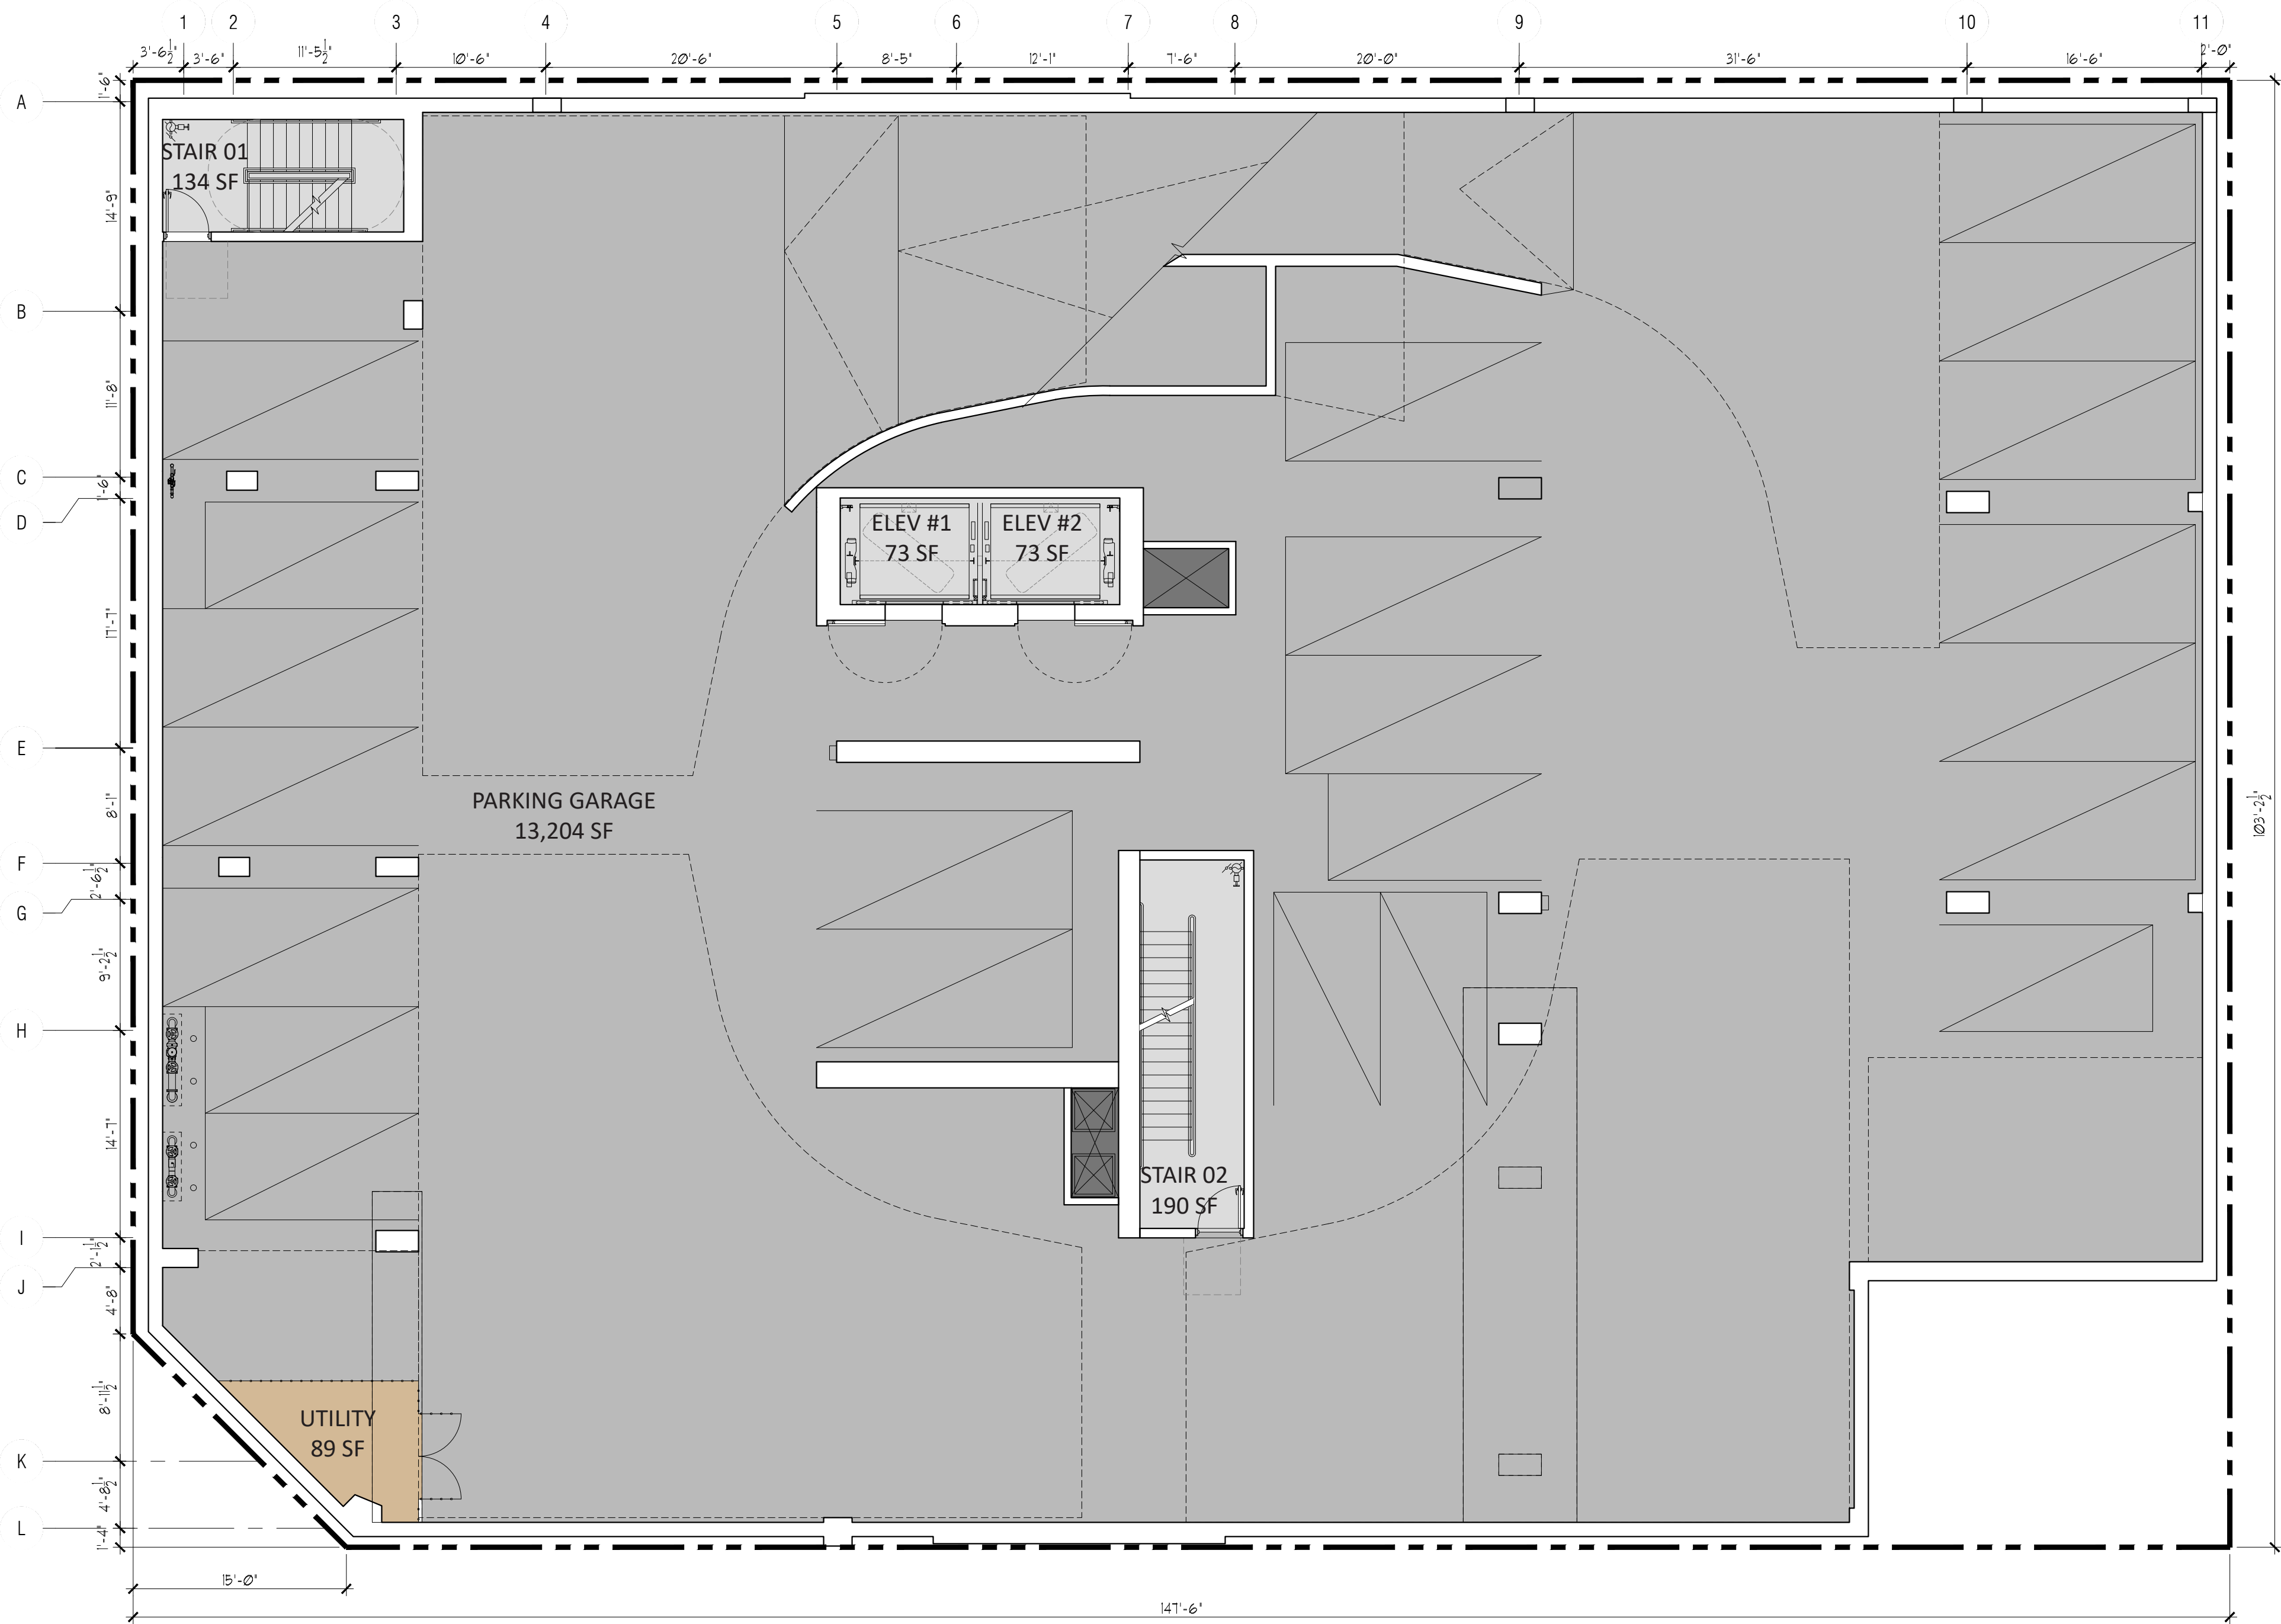 1 2 3 4 5 6 7 8 9 10 11
3'-6½" 3'-6" 11'-5½" 10'-6" 20'-6" 8'-5" 12'-1" 7'-6" 20'-0" 31'-6" 16'-6" 2'-0"
1'-6"
A
STAIR 01
134 SF
14'-9"
B
11'-8"
C
1'-6"
D
ELEV #1
73 SF
ELEV #2
73 SF
17'-7"
E
PARKING GARAGE
13,204 SF
8'-1"
103'-2½"
F
2'-6½"
G
9'-2½"
H
14'-7"
STAIR 02
190 SF
I
2'-1½"
J
4'-8"
8'-11½"
UTILITY
89 SF
K
4'-8½"
L
1'-4"
15'-0"
147'-6"